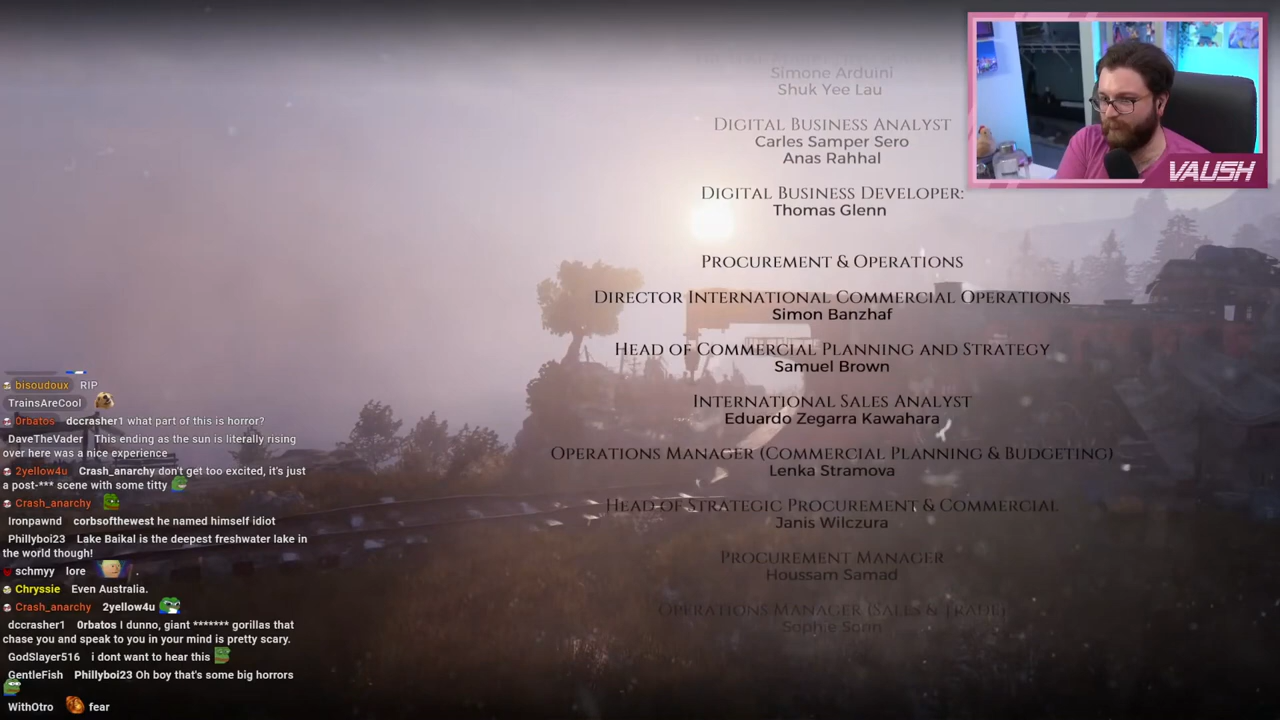 Simone Arduini
Shuk Yee Lau
Digital Business Analyst
Carles Samper Sero
Anas Rahhal
Digital Business Developer:
Thomas Glenn
Procurement & Operations
Director International Commercial Operations
Simon Banzhaf
Head of Commercial Planning and Strategy
Samuel Brown
International Sales Analyst
Eduardo Zegarra Kawahara
Operations Manager (Commercial Planning & Budgeting)
Lenka Stramova
Head of Strategic Procurement & Commercial
Janis Wilczura
Procurement Manager
Houssam Samad
Operations Manager (Sales & Trade)
Sophie Sohn
VAUSH
bisoudoux RIP
TrainsAreCool
0rbatos dccrasher1 what part of this is horror?
DaveTheVader This ending as the sun is literally rising
over here was a nice experience
2yellow4u Crash_anarchy don't get too excited, it's just
a post-*** scene with some titty
Crash_anarchy
Ironpawnd corbsofthewest he named himself idiot
Phillyboi23 Lake Baikal is the deepest freshwater lake in
the world though!
schmyy lore .
Chryssie Even Australia.
Crash_anarchy 2yellow4u
dccrasher1 0rbatos I dunno, giant ******* gorillas that
chase you and speak to you in your mind is pretty scary.
GodSlayer516 i dont want to hear this
GentleFish Phillyboi23 Oh boy that's some big horrors
WithOtro fear